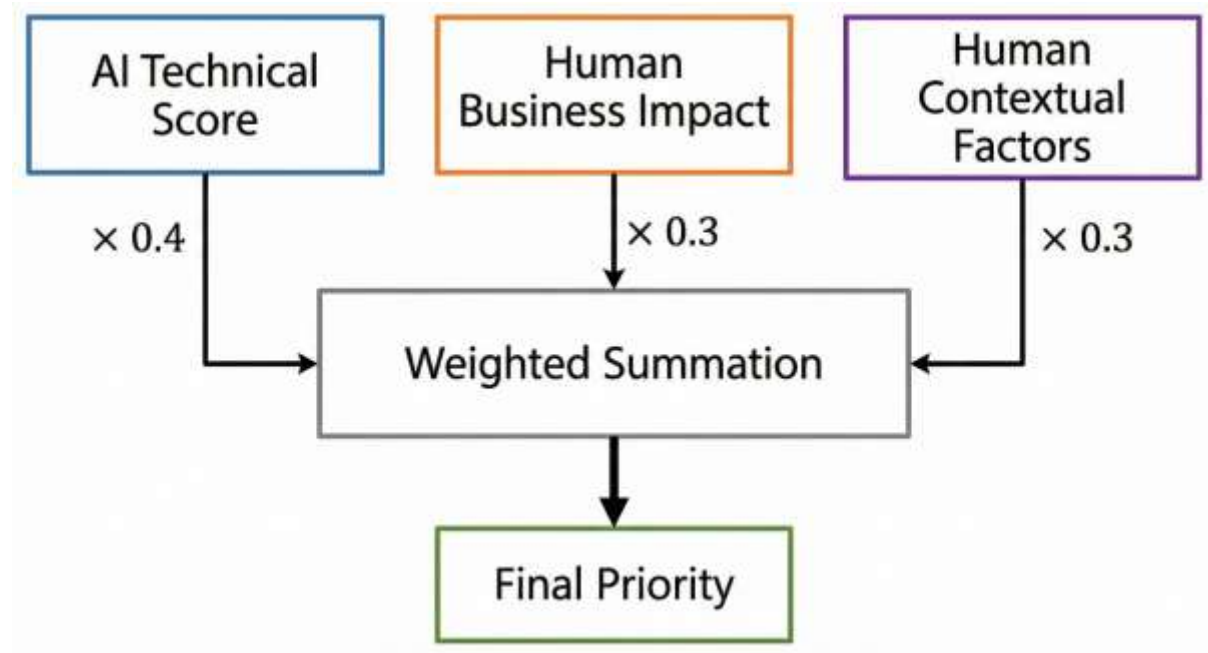 AI Technical
Score
Human
Business Impact
Human
Contextual
Factors
× 0.4
× 0.3
× 0.3
Weighted Summation
Final Priority